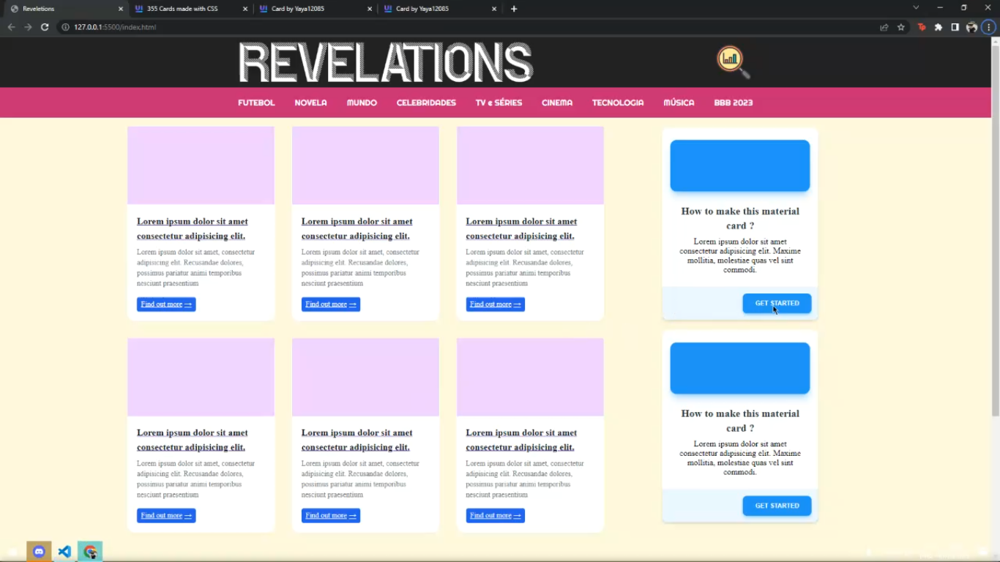 Reveletions
355 Cards made with CSS
Card by Yaya12085
Card by Yaya12085
127.0.0.1:5500/index.html
REVELATIONS
FUTEBOL NOVELA MUNDO CELEBRIDADES TV e SÉRIES CINEMA TECNOLOGIA MÚSICA BBB 2023
Lorem ipsum dolor sit amet
consectetur adipisicing elit.
Lorem ipsum dolor sit amet, consectetur
adipisicing elit. Recusandae dolores,
possimus pariatur animi temporibus
nesciunt praesentium
Find out more →
Lorem ipsum dolor sit amet
consectetur adipisicing elit.
Lorem ipsum dolor sit amet, consectetur
adipisicing elit. Recusandae dolores,
possimus pariatur animi temporibus
nesciunt praesentium
Find out more →
Lorem ipsum dolor sit amet
consectetur adipisicing elit.
Lorem ipsum dolor sit amet, consectetur
adipisicing elit. Recusandae dolores,
possimus pariatur animi temporibus
nesciunt praesentium
Find out more →
How to make this material
card ?
Lorem ipsum dolor sit amet
consectetur adipisicing elit. Maxime
mollitia, molestiae quas vel sint
commodi.
GET STARTED
Lorem ipsum dolor sit amet
consectetur adipisicing elit.
Lorem ipsum dolor sit amet, consectetur
adipisicing elit. Recusandae dolores,
possimus pariatur animi temporibus
nesciunt praesentium
Find out more →
Lorem ipsum dolor sit amet
consectetur adipisicing elit.
Lorem ipsum dolor sit amet, consectetur
adipisicing elit. Recusandae dolores,
possimus pariatur animi temporibus
nesciunt praesentium
Find out more →
Lorem ipsum dolor sit amet
consectetur adipisicing elit.
Lorem ipsum dolor sit amet, consectetur
adipisicing elit. Recusandae dolores,
possimus pariatur animi temporibus
nesciunt praesentium
Find out more →
How to make this material
card ?
Lorem ipsum dolor sit amet
consectetur adipisicing elit. Maxime
mollitia, molestiae quas vel sint
commodi.
GET STARTED